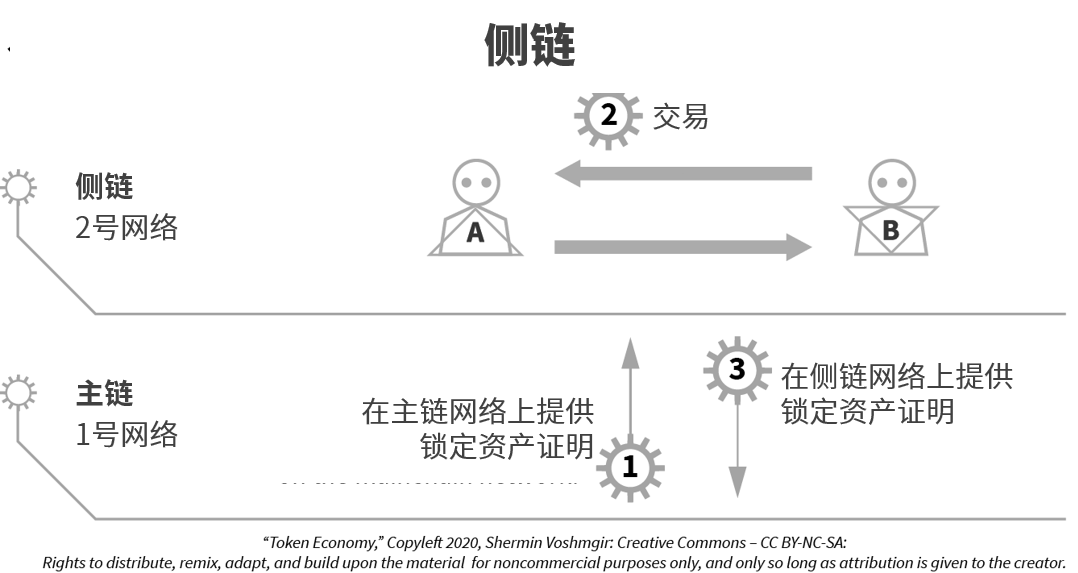 侧链
2 交易
侧链
2号网络
A
B
主链
1号网络
在主链网络上提供
锁定资产证明
1
3
在侧链网络上提供
锁定资产证明
“Token Economy,” Copyleft 2020, Shermin Voshmgir: Creative Commons – CC BY-NC-SA:
Rights to distribute, remix, adapt, and build upon the material for noncommercial purposes only, and only so long as attribution is given to the creator.